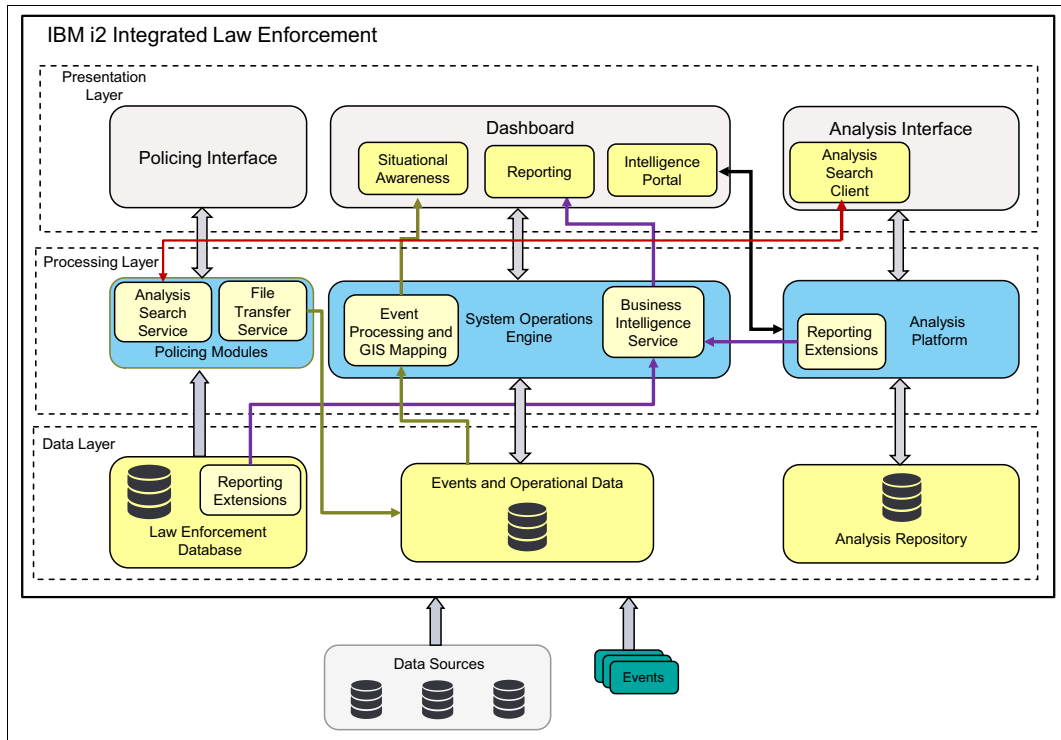 IBM i2 Integrated Law Enforcement
Presentation
Layer
Policing Interface
Dashboard
Situational
Awareness
Reporting
Intelligence
Portal
Analysis Interface
Analysis
Search
Client
Processing Layer
Analysis
Search
Service
File
Transfer
Service
Policing Modules
Event
Processing and
GIS Mapping
System Operations
Engine
Business
Intelligence
Service
Reporting
Extensions
Analysis
Platform
Data Layer
Reporting
Extensions
Law Enforcement
Database
Events and Operational Data
Analysis Repository
Data Sources
Events